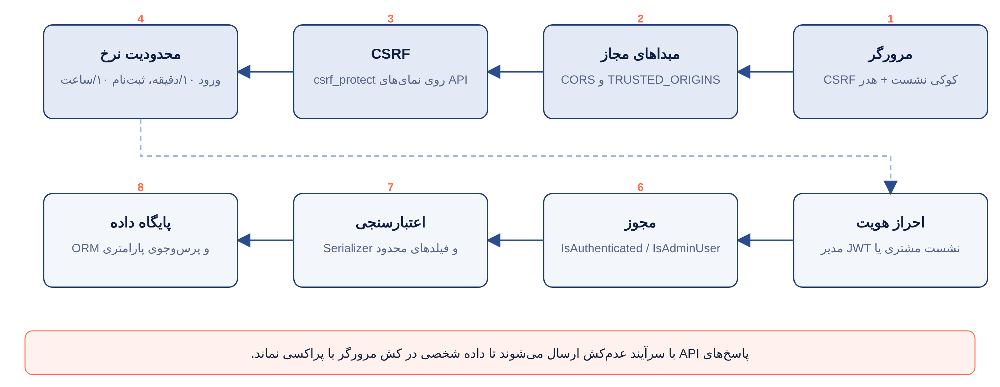 1
مرورگر
کوکی نشست + هدر CSRF
2
مبداهای مجاز
CORS و TRUSTED_ORIGINS
3
CSRF
csrf_protect روی نمای‌های API
4
محدودیت نرخ
ورود ۱۰/دقیقه، ثبت‌نام ۱۰/ساعت
احراز هویت
نشست مشتری یا JWT مدیر
6
مجوز
IsAuthenticated / IsAdminUser
7
اعتبارسنجی
Serializer و فیلدهای محدود
8
پایگاه داده
ORM و پرس‌وجوی پارامتری
پاسخ‌های API با سرآیند عدم‌کش ارسال می‌شوند تا داده شخصی در کش مرورگر یا پراکسی نماند.